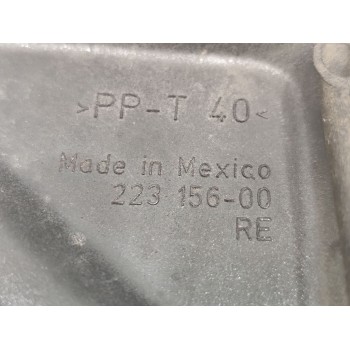 >PP-T 40<
Made in Mexico
223 156-00
RE